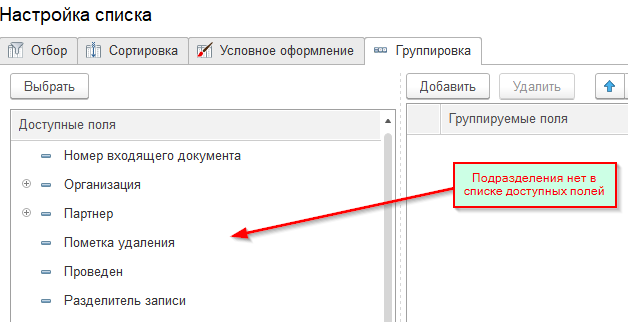 Настройка списка
Отбор
Сортировка
Условное оформление
Группировка
Выбрать
Добавить
Удалить
Доступные поля
Группируемые поля
Номер входящего документа
Организация
Партнер
Пометка удаления
Проведен
Разделитель записи
Подразделения нет в
списке доступных полей